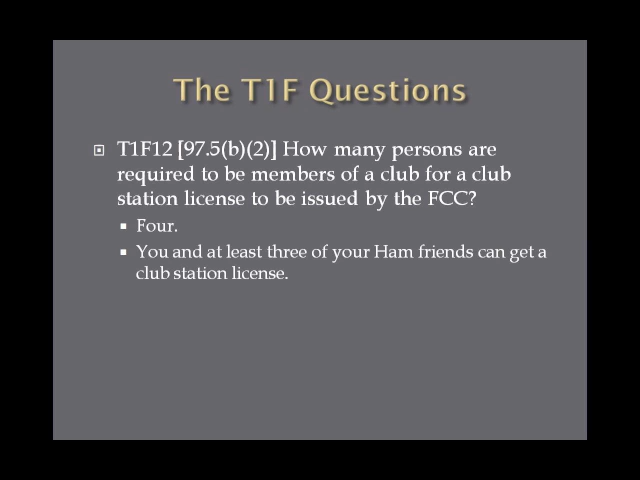 The T1F Questions
T1F12 [97.5(b)(2)] How many persons are
required to be members of a club for a club
station license to be issued by the FCC?
Four.
You and at least three of your Ham friends can get a
club station license.